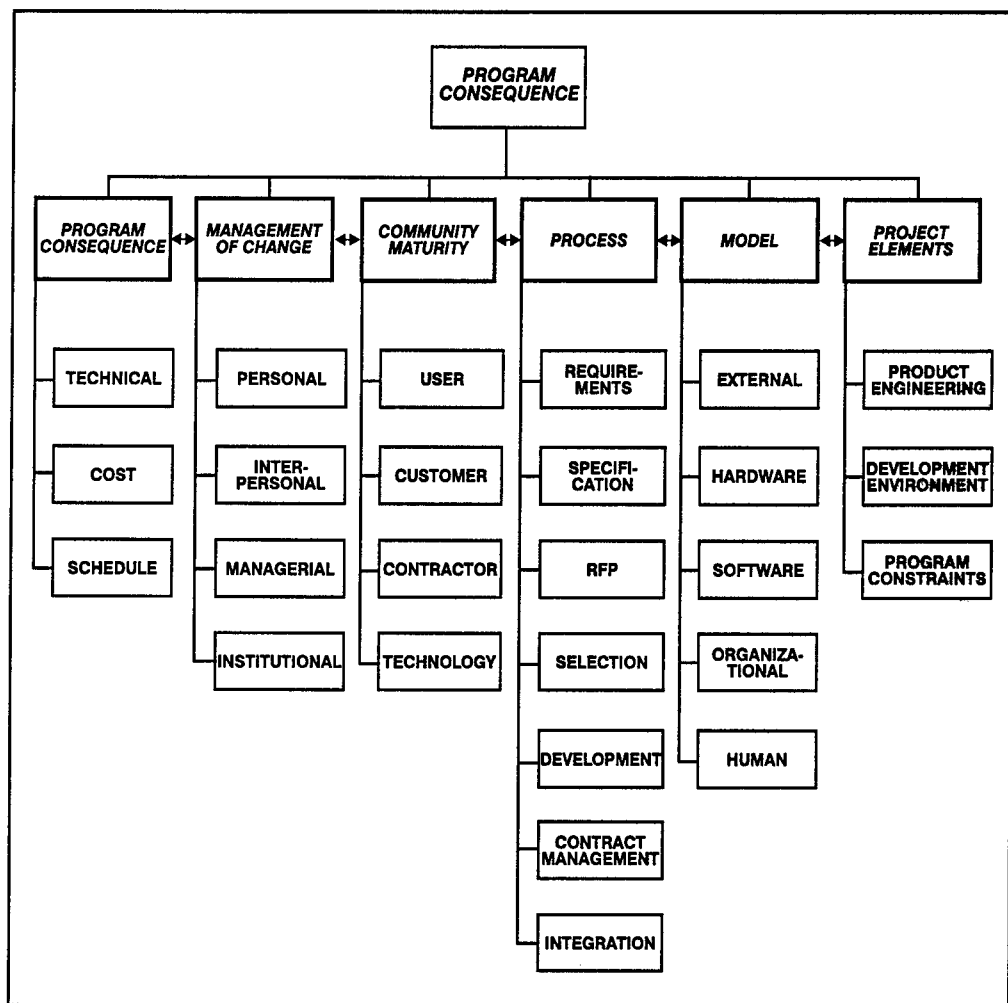 PROGRAM
CONSEQUENCE
PROGRAM
CONSEQUENCE
MANAGEMENT
OF CHANGE
COMMUNITY
MATURITY
PROCESS
MODEL
PROJECT
ELEMENTS
TECHNICAL
COST
SCHEDULE
PERSONAL
INTER-
PERSONAL
MANAGERIAL
INSTITUTIONAL
USER
CUSTOMER
CONTRACTOR
TECHNOLOGY
REQUIRE-
MENTS
SPECIFI-
CATION
RFP
SELECTION
DEVELOPMENT
CONTRACT
MANAGEMENT
INTEGRATION
EXTERNAL
HARDWARE
SOFTWARE
ORGANIZA-
TIONAL
HUMAN
PRODUCT
ENGINEERING
DEVELOPMENT
ENVIRONMENT
PROGRAM
CONSTRAINTS